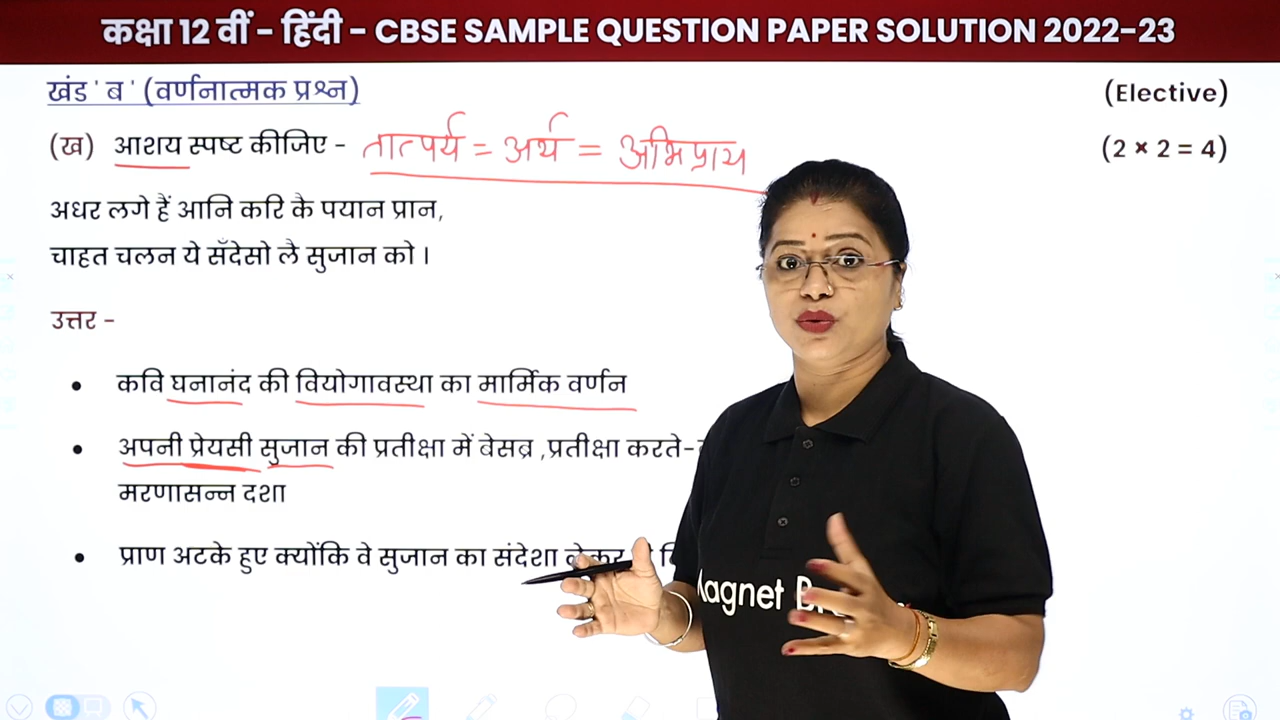 कक्षा 12 वीं - हिंदी - CBSE SAMPLE QUESTION PAPER SOLUTION 2022-23
खंड ' ब ' (वर्णनात्मक प्रश्न)
(Elective)
(ख) आशय स्पष्ट कीजिए - तात्पर्य = अर्थ = अभिप्राय
(2 × 2 = 4)
अधर लगे हैं आनि करि कै पयान प्रान,
चाहत चलन ये सँदेसो लै सुजान को ।
उत्तर -
• कवि घनानंद की वियोगावस्था का मार्मिक वर्णन
• अपनी प्रेयसी सुजान की प्रतीक्षा में बेसब्र ,प्रतीक्षा करते-
मरणासन्न दशा
• प्राण अटके हुए क्योंकि वे सुजान का संदेशा